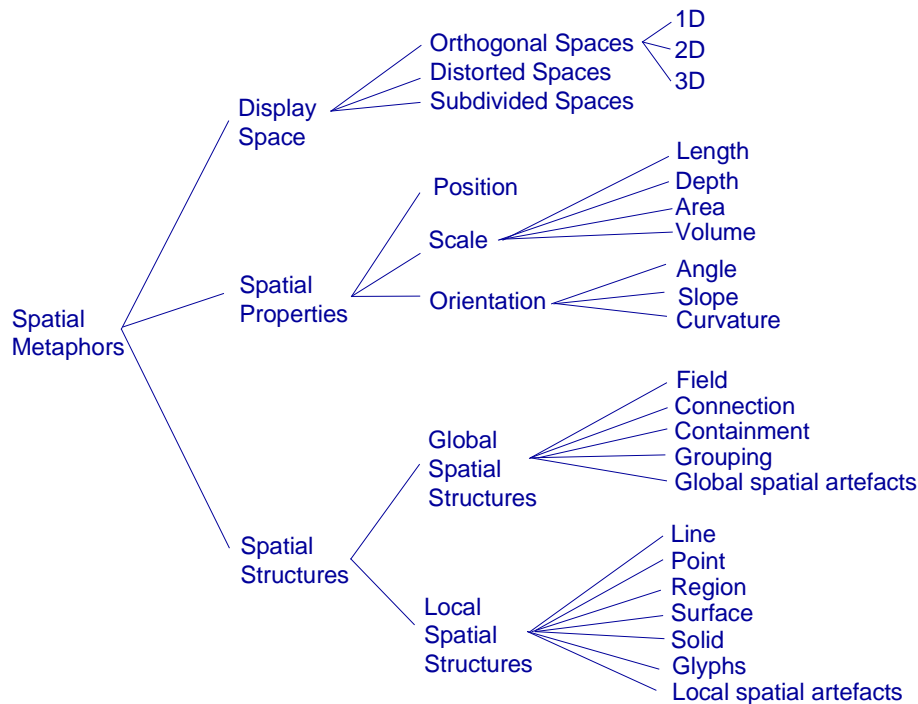 1D
Orthogonal Spaces
2D
Distorted Spaces
3D
Subdivided Spaces
Display
Space
Length
Depth
Position
Area
Scale
Volume
Angle
Spatial
Properties
Orientation
Slope
Curvature
Spatial
Metaphors
Field
Connection
Global
Spatial
Structures
Containment
Grouping
Global spatial artefacts
Line
Spatial
Structures
Point
Region
Local
Spatial
Structures
Surface
Solid
Glyphs
Local spatial artefacts